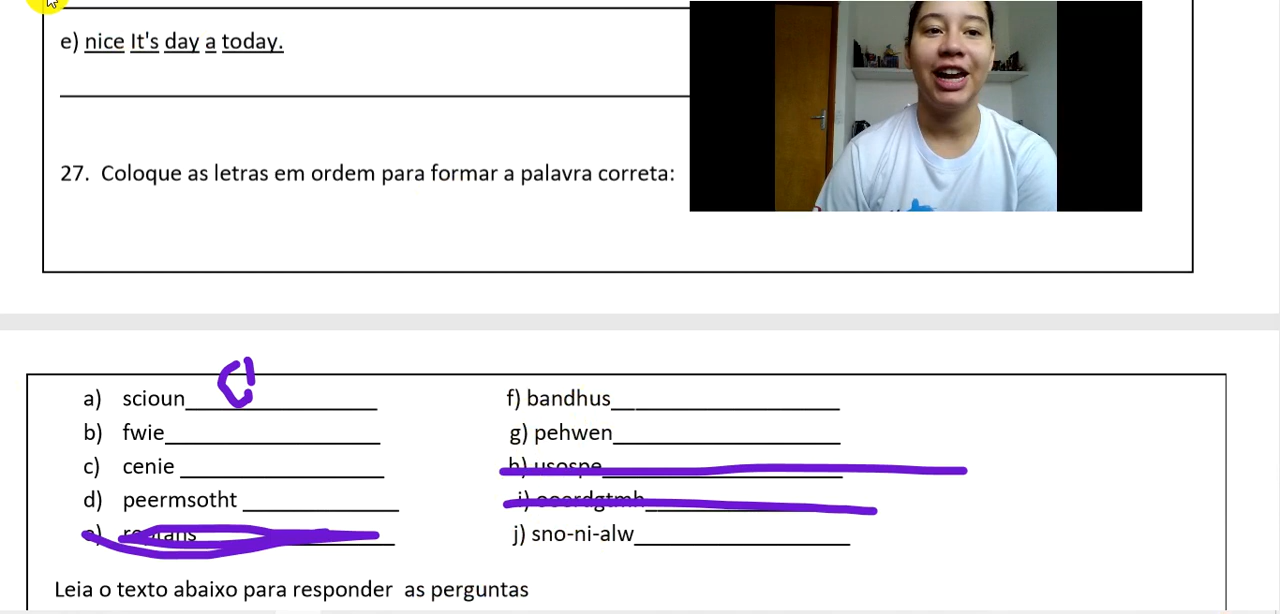 e) nice It's day a today.
27. Coloque as letras em ordem para formar a palavra correta:
a) scioun
b) fwie
c) cenie
d) peermsotht
f) bandhus
g) pehwen
h) usospe
j) sno-ni-alw
Leia o texto abaixo para responder as perguntas